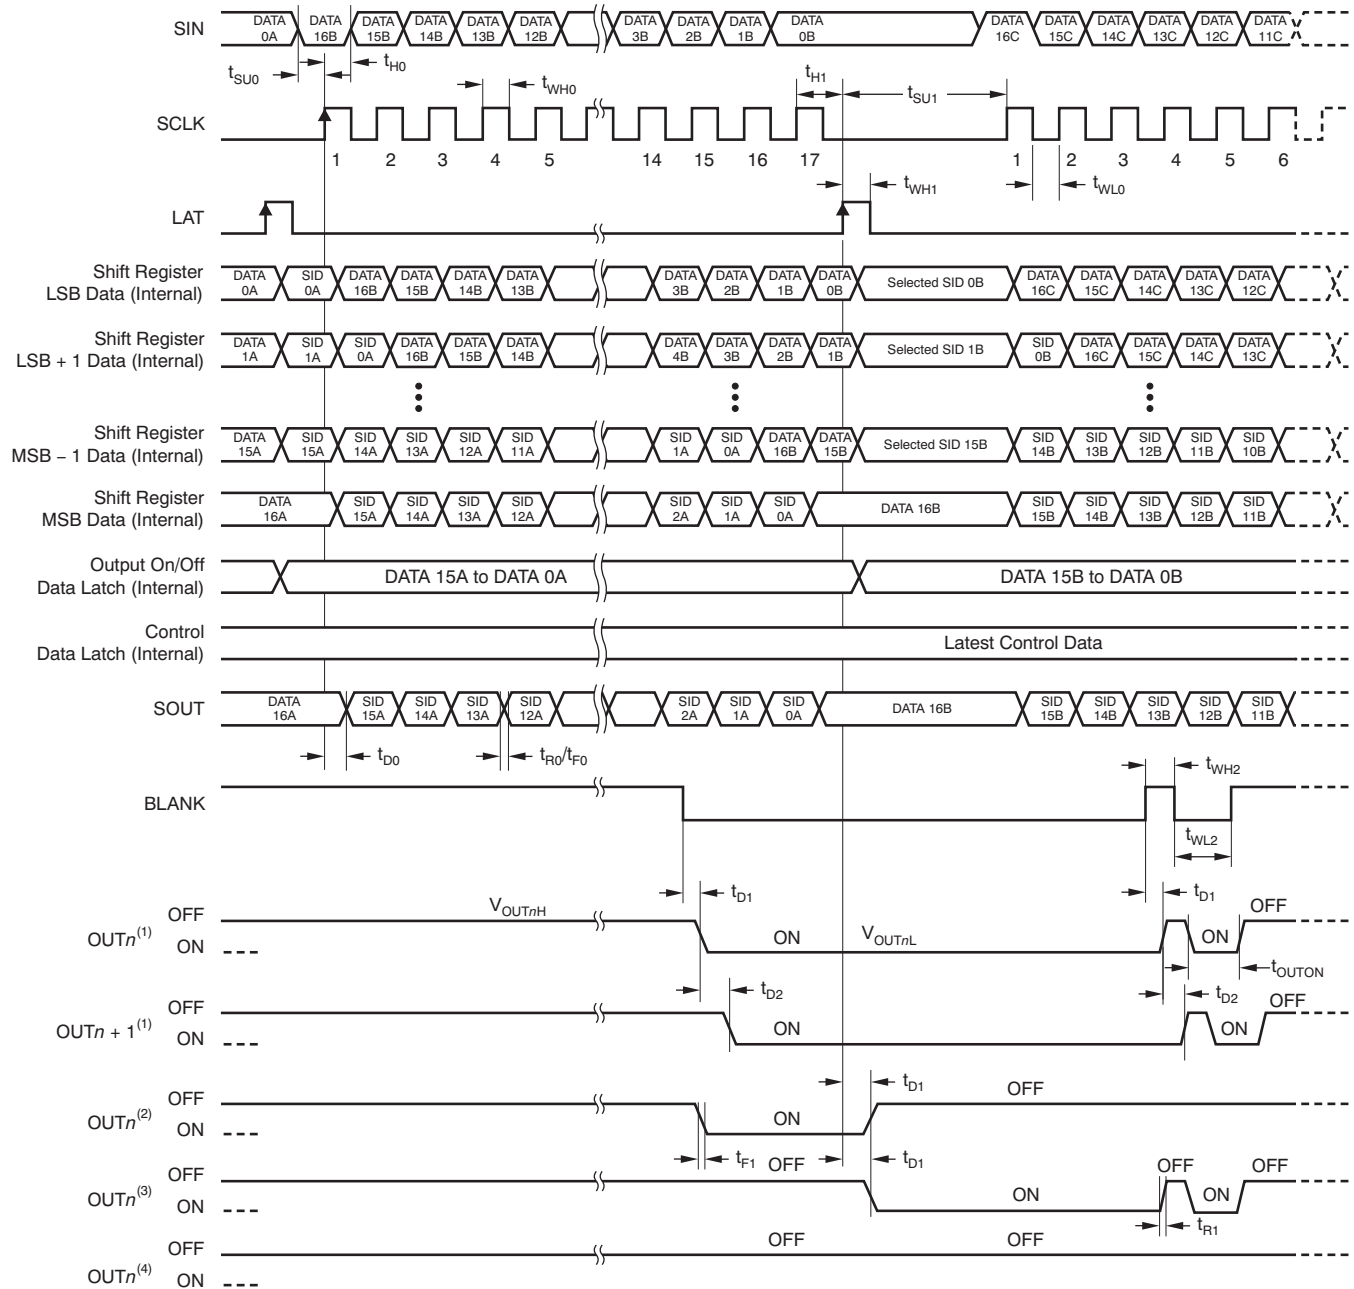 SIN
DATA 0A
DATA 16B
DATA 15B
DATA 14B
DATA 13B
DATA 12B
DATA 3B
DATA 2B
DATA 1B
DATA 0B
DATA 16C
DATA 15C
DATA 14C
DATA 13C
DATA 12C
DATA 11C
tSU0
tH0
tWH0
tH1
tSU1
SCLK
1
2
3
4
5
14
15
16
17
1
2
3
4
5
6
tWH1
tWL0
LAT
Shift Register
LSB Data (Internal)
DATA 0A
SID 0A
DATA 16B
DATA 15B
DATA 14B
DATA 13B
DATA 3B
DATA 2B
DATA 1B
DATA 0B
Selected SID 0B
DATA 16C
DATA 15C
DATA 14C
DATA 13C
DATA 12C
Shift Register
LSB + 1 Data (Internal)
DATA 1A
SID 1A
SID 0A
DATA 16B
DATA 15B
DATA 14B
DATA 4B
DATA 3B
DATA 2B
DATA 1B
Selected SID 1B
SID 0B
DATA 16C
DATA 15C
DATA 14C
DATA 13C
Shift Register
MSB − 1 Data (Internal)
DATA 15A
SID 15A
SID 14A
SID 13A
SID 12A
SID 11A
SID 1A
SID 0A
DATA 16B
DATA 15B
Selected SID 15B
SID 14B
SID 13B
SID 12B
SID 11B
SID 10B
Shift Register
MSB Data (Internal)
DATA 16A
SID 15A
SID 14A
SID 13A
SID 12A
SID 2A
SID 1A
SID 0A
DATA 16B
SID 15B
SID 14B
SID 13B
SID 12B
SID 11B
Output On/Off
Data Latch (Internal)
DATA 15A to DATA 0A
DATA 15B to DATA 0B
Control
Data Latch (Internal)
Latest Control Data
SOUT
DATA 16A
SID 15A
SID 14A
SID 13A
SID 12A
SID 2A
SID 1A
SID 0A
DATA 16B
SID 15B
SID 14B
SID 13B
SID 12B
SID 11B
tD0
tR0/tF0
tWH2
BLANK
tWL2
tD1
tD1
OUTn(1)
OFF
ON
VOUTnH
ON
VOUTnL
ON
OFF
tOUTON
tD2
tD2
OUTn + 1(1)
OFF
ON
ON
ON
OFF
tD1
OUTn(2)
OFF
ON
ON
OFF
tF1
tD1
OUTn(3)
OFF
ON
OFF
ON
OFF
ON
OFF
tR1
OUTn(4)
OFF
ON
OFF
OFF